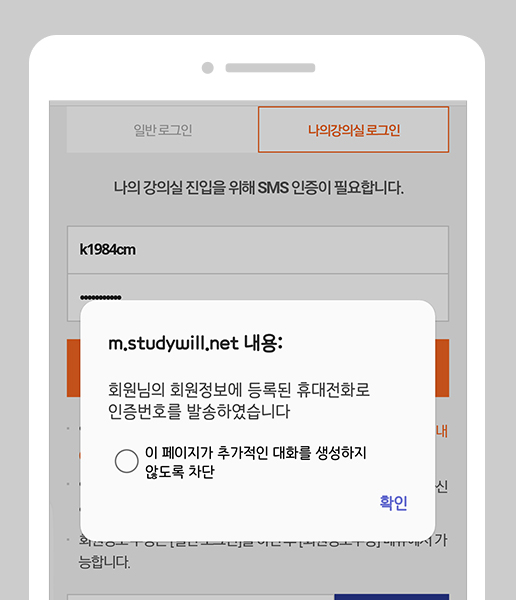 일반 로그인
나의강의실 로그인
나의 강의실 진입을 위해 SMS 인증이 필요합니다.
k1984cm
m.studywill.net 내용:
회원님의 회원정보에 등록된 휴대전화로
인증번호를 발송하였습니다
이 페이지가 추가적인 대화를 생성하지
않도록 차단
확인
내
신
가
능합니다.